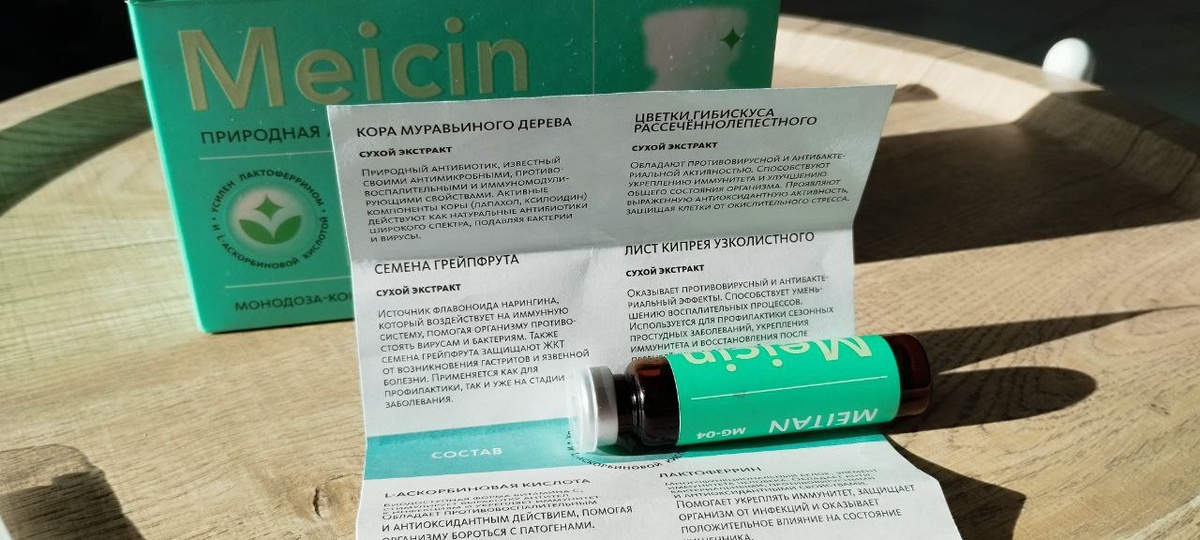 Meicin
ПРИРОДНАЯ
• УСИЛЕН ЛАКТОФЕРРИНОМ •
И L-АСКОРБИНОВОЙ КИСЛОТОЙ
КОРА МУРАВЬИНОГО ДЕРЕВА
СУХОЙ ЭКСТРАКТ
ПРИРОДНЫЙ АНТИБИОТИК, ИЗВЕСТНЫЙ
СВОИМИ АНТИМИКРОБНЫМИ, ПРОТИВО-
ВОСПАЛИТЕЛЬНЫМИ И ИММУНОМОДУЛИ-
РУЮЩИМИ СВОЙСТВАМИ. АКТИВНЫЕ
КОМПОНЕНТЫ КОРЫ (ЛАПАХОЛ, КСИЛОИДИН)
ДЕЙСТВУЮТ КАК НАТУРАЛЬНЫЕ АНТИБИОТИКИ
ШИРОКОГО СПЕКТРА, ПОДАВЛЯЯ БАКТЕРИИ
И ВИРУСЫ.
СЕМЕНА ГРЕЙПФРУТА
СУХОЙ ЭКСТРАКТ
ИСТОЧНИК ФЛАВОНОИДА НАРИНГИНА,
КОТОРЫЙ ВОЗДЕЙСТВУЕТ НА ИММУННУЮ
СИСТЕМУ, ПОМОГАЯ ОРГАНИЗМУ ПРОТИВО-
СТОЯТЬ ВИРУСАМ И БАКТЕРИЯМ. ТАКЖЕ
СЕМЕНА ГРЕЙПФРУТА ЗАЩИЩАЮТ ЖКТ
ОТ ВОЗНИКНОВЕНИЯ ГАСТРИТОВ И ЯЗВЕННОЙ
БОЛЕЗНИ. ПРИМЕНЯЕТСЯ КАК ДЛЯ
ПРОФИЛАКТИКИ, ТАК И УЖЕ НА СТАДИИ
ЗАБОЛЕВАНИЯ.
ЦВЕТКИ ГИБИСКУСА
РАССЕЧЕННОЛЕПЕСТНОГО
СУХОЙ ЭКСТРАКТ
ОБЛАДАЮТ ПРОТИВОВИРУСНОЙ И АНТИБАКТЕ-
РИАЛЬНОЙ АКТИВНОСТЬЮ. СПОСОБСТВУЮТ
УКРЕПЛЕНИЮ ИММУНИТЕТА И УЛУЧШЕНИЮ
ОБЩЕГО СОСТОЯНИЯ ОРГАНИЗМА. ПРОЯВЛЯЮТ
ВЫРАЖЕННУЮ АНТИОКСИДАНТНУЮ АКТИВНОСТЬ,
ЗАЩИЩАЯ КЛЕТКИ ОТ ОКИСЛИТЕЛЬНОГО СТРЕССА.
ЛИСТ КИПРЕЯ УЗКОЛИСТНОГО
СУХОЙ ЭКСТРАКТ
ОКАЗЫВАЕТ ПРОТИВОВИРУСНЫЙ И АНТИБАКТЕ-
РИАЛЬНЫЙ ЭФФЕКТЫ. СПОСОБСТВУЕТ УМЕНЬ-
ШЕНИЮ ВОСПАЛИТЕЛЬНЫХ ПРОЦЕССОВ.
ИСПОЛЬЗУЕТСЯ ДЛЯ ПРОФИЛАКТИКИ СЕЗОННЫХ
ПРОСТУДНЫХ ЗАБОЛЕВАНИЙ, УКРЕПЛЕНИЯ
ИММУНИТЕТА И ВОССТАНОВЛЕНИЯ ПОСЛЕ
Meicin
MEITAN
MG-04
СОСТАВ
L-АСКОРБИНОВАЯ КИСЛОТА
ОБЛАДАЕТ ПРОТИВОВОСПАЛИТЕЛЬНЫМ
И АНТИОКСИДАНТНЫМ ДЕЙСТВИЕМ, ПОМОГАЯ
ОРГАНИЗМУ БОРОТЬСЯ С ПАТОГЕНАМИ.
ЛАКТОФЕРРИН
ПОМОГАЕТ УКРЕПЛЯТЬ ИММУНИТЕТ, ЗАЩИЩАЕТ
ОРГАНИЗМ ОТ ИНФЕКЦИЙ И ОКАЗЫВАЕТ
ПОЛОЖИТЕЛЬНОЕ ВЛИЯНИЕ НА СОСТОЯНИЕ